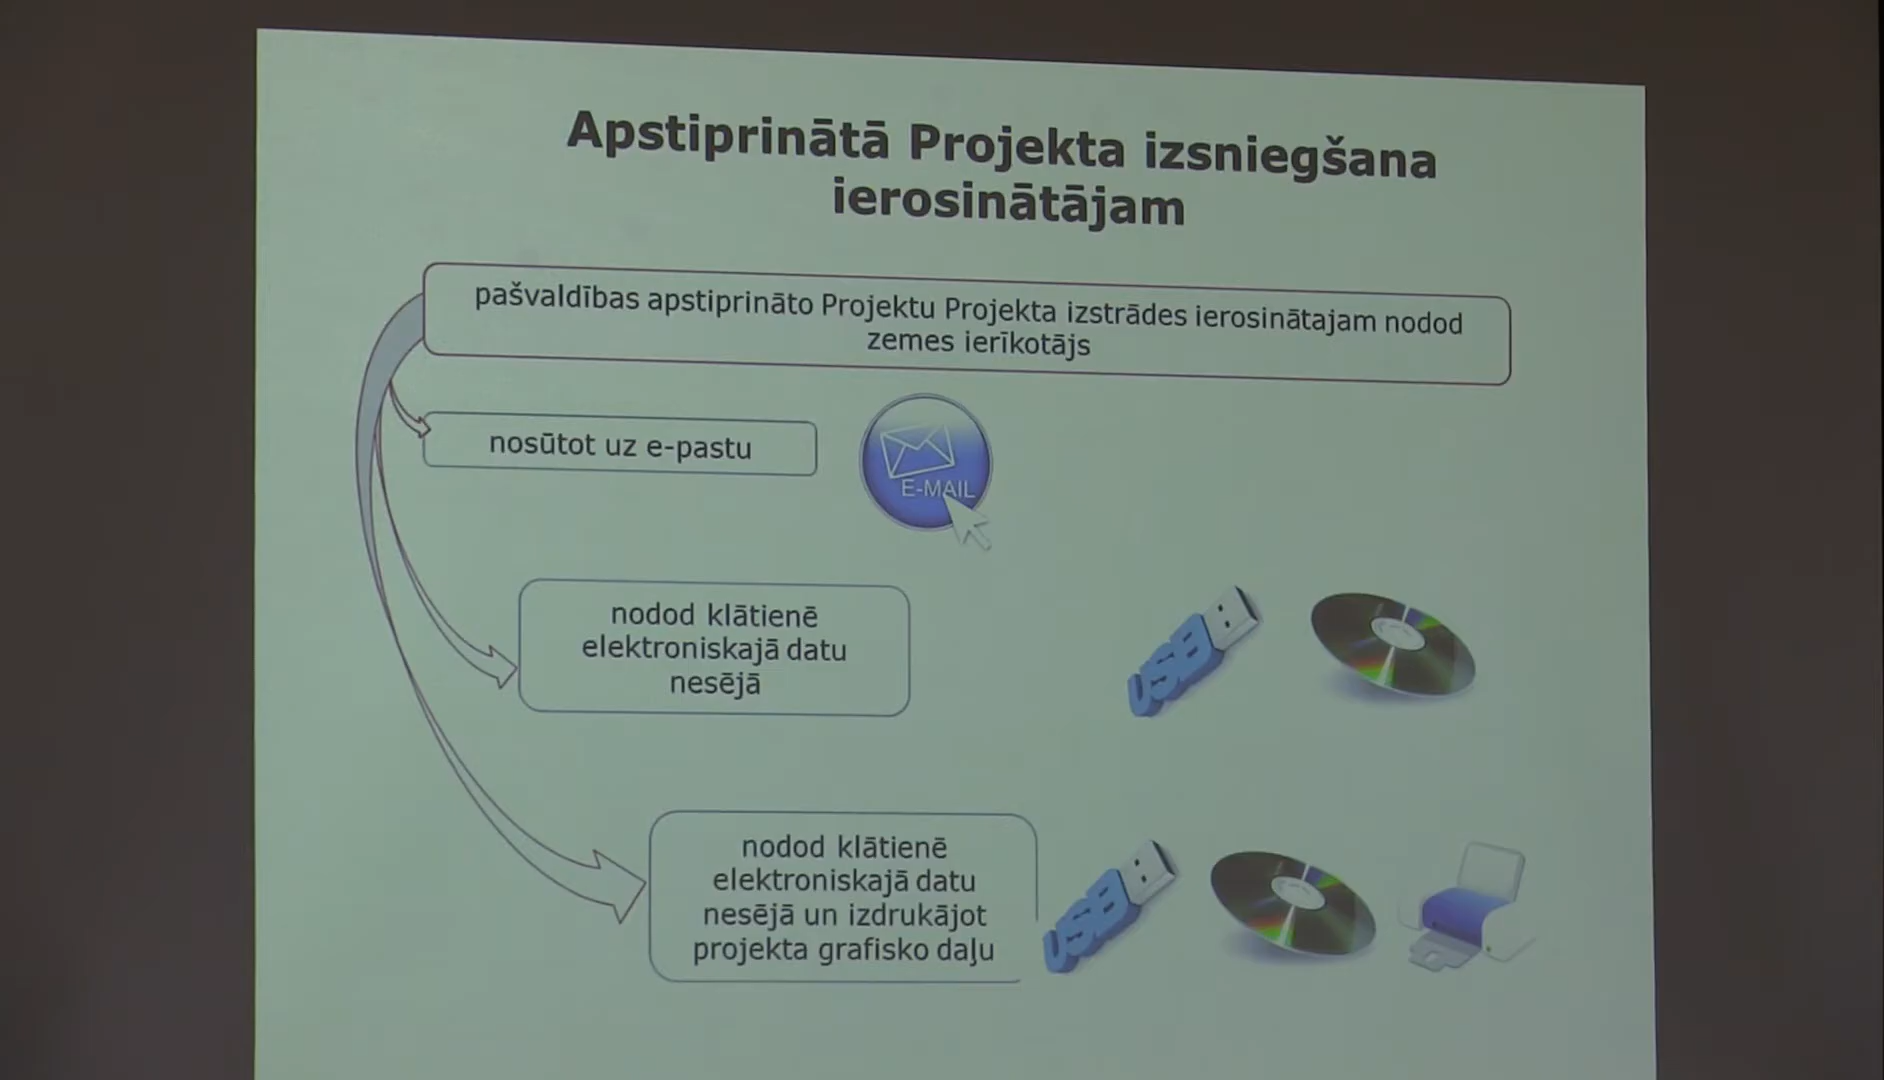 Apstiprinātā Projekta izsniegšana
ierosinātājam
pašvaldības apstiprināto Projektu Projekta izstrādes ierosinātajam nodod
zemes ierīkotājs
nosūtot uz e-pastu
E-MAIL
nodod klātienē
elektroniskajā datu
nesējā
USB
nodod klātienē
elektroniskajā datu
nesējā un izdrukājot
projekta grafisko daļu
USB